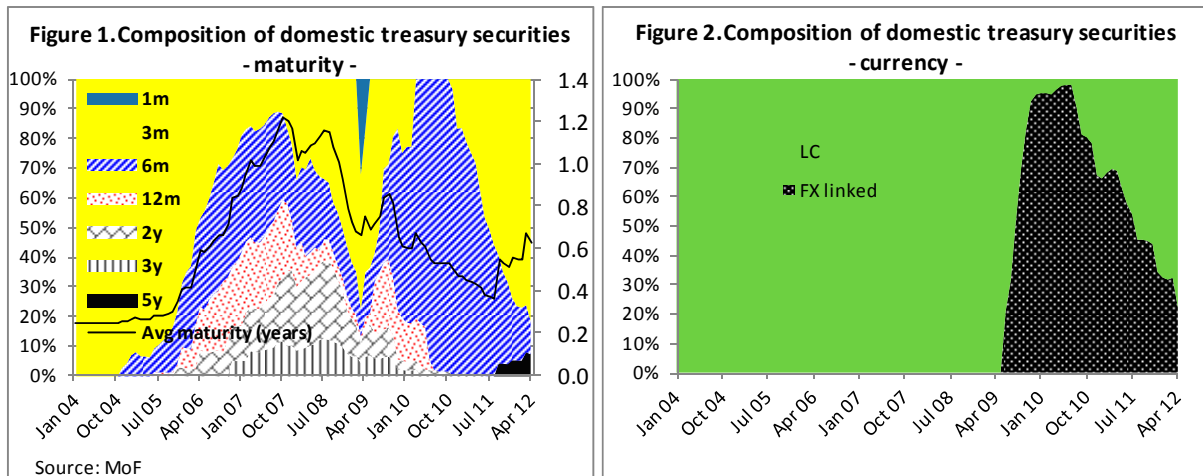 Figure 1.Composition of domestic treasury securities
- maturity -
100%
90%
80%
70%
60%
50%
40%
30%
20%
10%
0%
1m
3m
6m
12m
2y
3y
5y
Avg maturity (years)
1.4
1.2
1.0
0.8
0.6
0.4
0.2
0.0
Jan 04
Oct 04
Jul 05
Apr 06
Jan 07
Oct 07
Jul 08
Apr 09
Jan 10
Oct 10
Jul 11
Apr 12
Source: MoF
Figure 2.Composition of domestic treasury securities
- currency -
100%
90%
80%
70%
60%
50%
40%
30%
20%
10%
0%
LC
FX linked
Jan 04
Oct 04
Jul 05
Apr 06
Jan 07
Oct 07
Jul 08
Apr 09
Jan 10
Oct 10
Jul 11
Apr 12